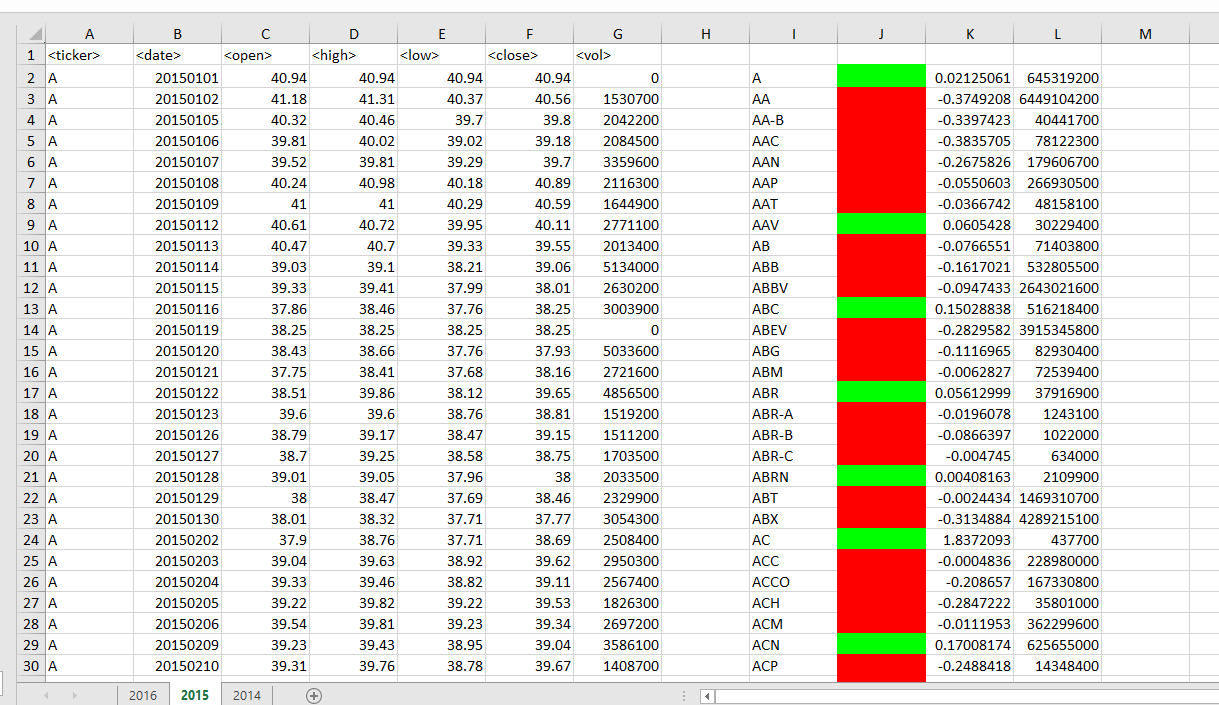 A B C D E F G H I J K L M
1 <ticker> <date> <open> <high> <low> <close> <vol>
2 A 20150101 40.94 40.94 40.94 40.94 0 A 0.02125061 645319200
3 A 20150102 41.18 41.31 40.37 40.56 1530700 AA -0.3749208 6449104200
4 A 20150105 40.32 40.46 39.7 39.8 2042200 AA-B -0.3397423 40441700
5 A 20150106 39.81 40.02 39.02 39.18 2084500 AAC -0.3835705 78122300
6 A 20150107 39.52 39.81 39.29 39.7 3359600 AAN -0.2675826 179606700
7 A 20150108 40.24 40.98 40.18 40.89 2116300 AAP -0.0550603 266930500
8 A 20150109 41 41 40.29 40.59 1644900 AAT -0.0366742 48158100
9 A 20150112 40.61 40.72 39.95 40.11 2771100 AAV 0.0605428 30229400
10 A 20150113 40.47 40.7 39.33 39.55 2013400 AB -0.0766551 71403800
11 A 20150114 39.03 39.1 38.21 39.06 5134000 ABB -0.1617021 532805500
12 A 20150115 39.33 39.41 37.99 38.01 2630200 ABBV -0.0947433 2643021600
13 A 20150116 37.86 38.46 37.76 38.25 3003900 ABC 0.15028838 516218400
14 A 20150119 38.25 38.25 38.25 38.25 0 ABEV -0.2829582 3915345800
15 A 20150120 38.43 38.66 37.76 37.93 5033600 ABG -0.1116965 82930400
16 A 20150121 37.75 38.41 37.68 38.16 2721600 ABM -0.0062827 72539400
17 A 20150122 38.51 39.86 38.12 39.65 4856500 ABR 0.05612999 37916900
18 A 20150123 39.6 39.6 38.76 38.81 1519200 ABR-A -0.0196078 1243100
19 A 20150126 38.79 39.17 38.47 39.15 1511200 ABR-B -0.0866397 1022000
20 A 20150127 38.7 39.25 38.58 38.75 1703500 ABR-C -0.004745 634000
21 A 20150128 39.01 39.05 37.96 38 2033500 ABRN 0.00408163 2109900
22 A 20150129 38 38.47 37.69 38.46 2329900 ABT -0.0024434 1469310700
23 A 20150130 38.01 38.32 37.71 37.77 3054300 ABX -0.3134884 4289215100
24 A 20150202 37.9 38.76 37.71 38.69 2508400 AC 1.8372093 437700
25 A 20150203 39.04 39.63 38.92 39.62 2950300 ACC -0.0004836 228980000
26 A 20150204 39.33 39.46 38.82 39.11 2567400 ACCO -0.208657 167330800
27 A 20150205 39.22 39.82 39.22 39.53 1826300 ACH -0.2847222 35801000
28 A 20150206 39.54 39.81 39.23 39.34 2697200 ACM -0.0111953 362299600
29 A 20150209 39.23 39.43 38.95 39.04 3586100 ACN 0.17008174 625655000
30 A 20150210 39.31 39.76 38.78 39.67 1408700 ACP -0.2488418 14348400
2016 2015 2014